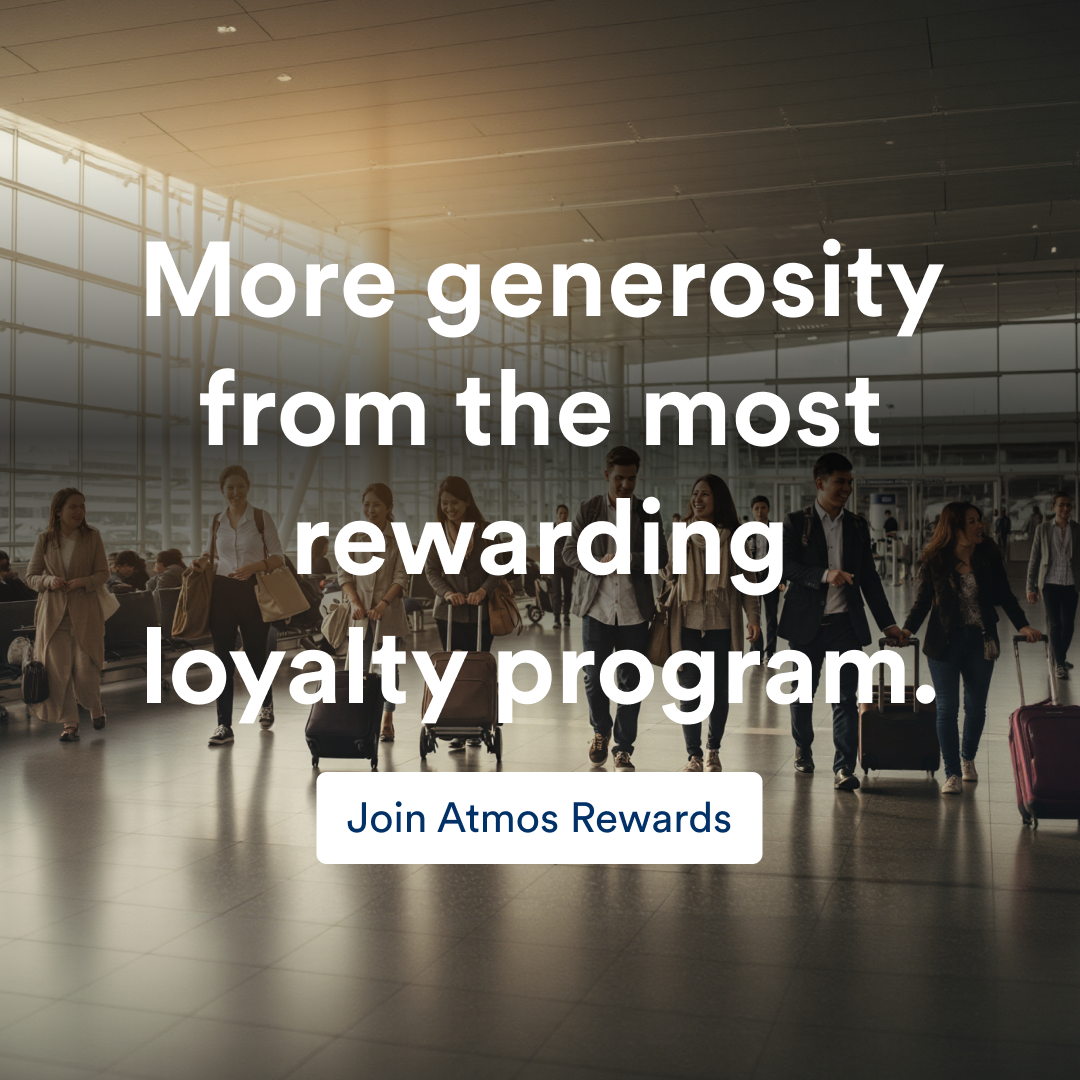 More generosity
from the most
rewarding
loyalty program.
Join Atmos Rewards